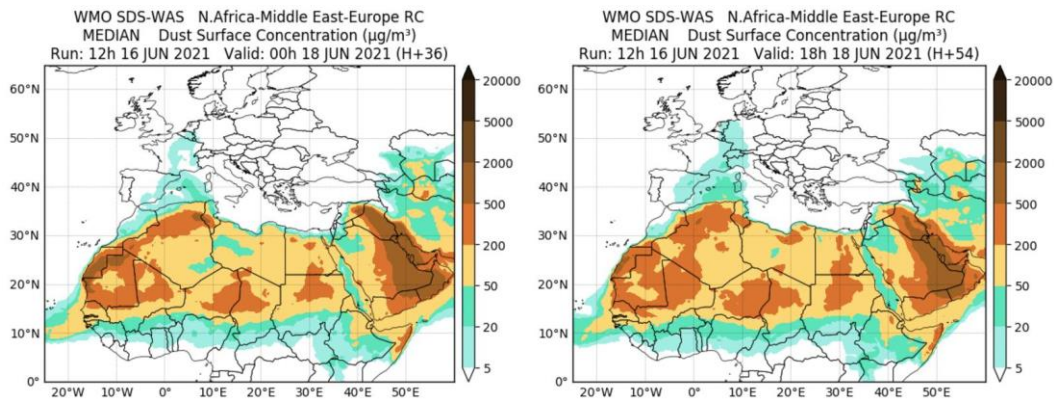 WMO SDS-WAS N.Africa-Middle East-Europe RC
MEDIAN Dust Surface Concentration (µg/m³)
Run: 12h 16 JUN 2021 Valid: 00h 18 JUN 2021 (H+36)
60°N
50°N
40°N
30°N
20°N
10°N
0°
20°W
10°W
0°
10°E
20°E
30°E
40°E
50°E
20000
5000
2000
500
200
50
20
5
WMO SDS-WAS N.Africa-Middle East-Europe RC
MEDIAN Dust Surface Concentration (µg/m³)
Run: 12h 16 JUN 2021 Valid: 18h 18 JUN 2021 (H+54)
60°N
50°N
40°N
30°N
20°N
10°N
0°
20°W
10°W
0°
10°E
20°E
30°E
40°E
50°E
20000
5000
2000
500
200
50
20
5